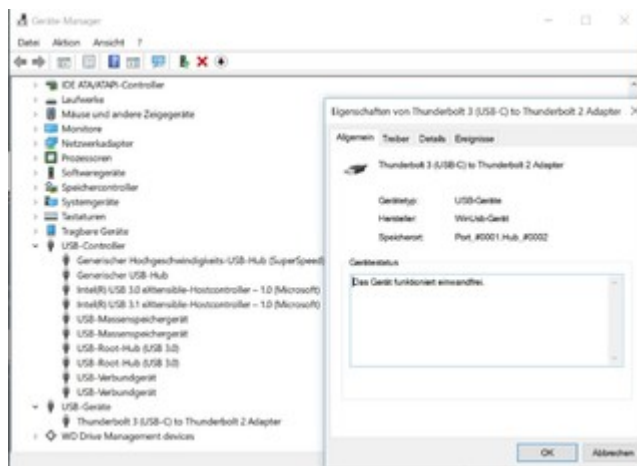 Geräte-Manager
Datei Aktion Ansicht ?
IDE ATA/ATAPI-Controller
Laufwerke
Mäuse und andere Zeigegeräte
Monitore
Netzwerkadapter
Prozessoren
Softwaregeräte
Speichercontroller
Systemgeräte
Tastaturen
Tragbare Geräte
USB-Controller
Generischer Hochgeschwindigkeits-USB-Hub (SuperSpeed)
Generischer USB-Hub
Intel(R) USB 3.0 eXtensible-Hostcontroller – 1.0 (Microsoft)
Intel(R) USB 3.1 eXtensible-Hostcontroller – 1.0 (Microsoft)
USB-Massenspeichergerät
USB-Massenspeichergerät
USB-Root-Hub (USB 3.0)
USB-Root-Hub (USB 3.0)
USB-Verbundgerät
USB-Verbundgerät
USB-Geräte
Thunderbolt 3 (USB-C) to Thunderbolt 2 Adapter
WD Drive Management devices
Eigenschaften von Thunderbolt 3 (USB-C) to Thunderbolt 2 Adapter
Allgemein Treiber Details Ereignisse
Thunderbolt 3 (USB-C) to Thunderbolt 2 Adapter
Gerätetyp: USB-Geräte
Hersteller: WinUsb-Gerät
Speicherort: Port_#0001.Hub_#0002
Gerätestatus
Das Gerät funktioniert einwandfrei.
OK Abbrechen